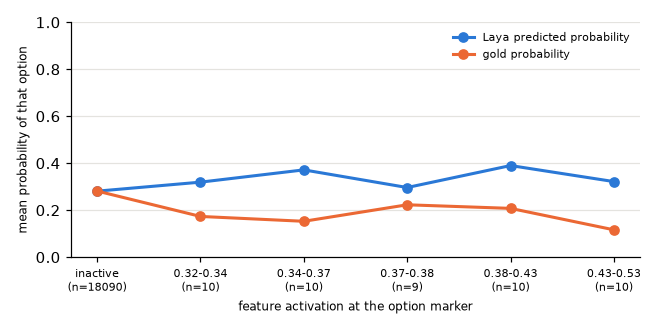 1.0
0.8
0.6
0.4
0.2
0.0
mean probability of that option
Laya predicted probability
gold probability
inactive
(n=18090)
0.32-0.34
(n=10)
0.34-0.37
(n=10)
0.37-0.38
(n=9)
0.38-0.43
(n=10)
0.43-0.53
(n=10)
feature activation at the option marker